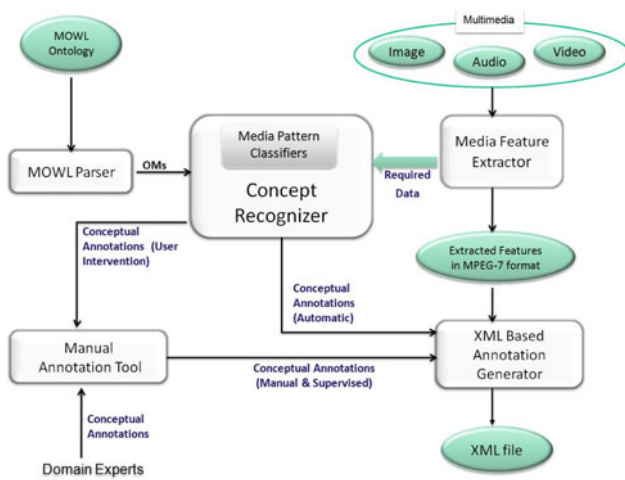 MOWL
Ontology
Multimedia
Image
Audio
Video
MOWL Parser
OMs
Media Pattern
Classifiers
Concept
Recognizer
Required
Data
Media Feature
Extractor
Conceptual
Annotations (User
Intervention)
Conceptual
Annotations
(Automatic)
Extracted Features
in MPEG-7 format
Manual
Annotation Tool
Conceptual Annotations
(Manual & Supervised)
XML Based
Annotation
Generator
Conceptual
Annotations
Domain Experts
XML file